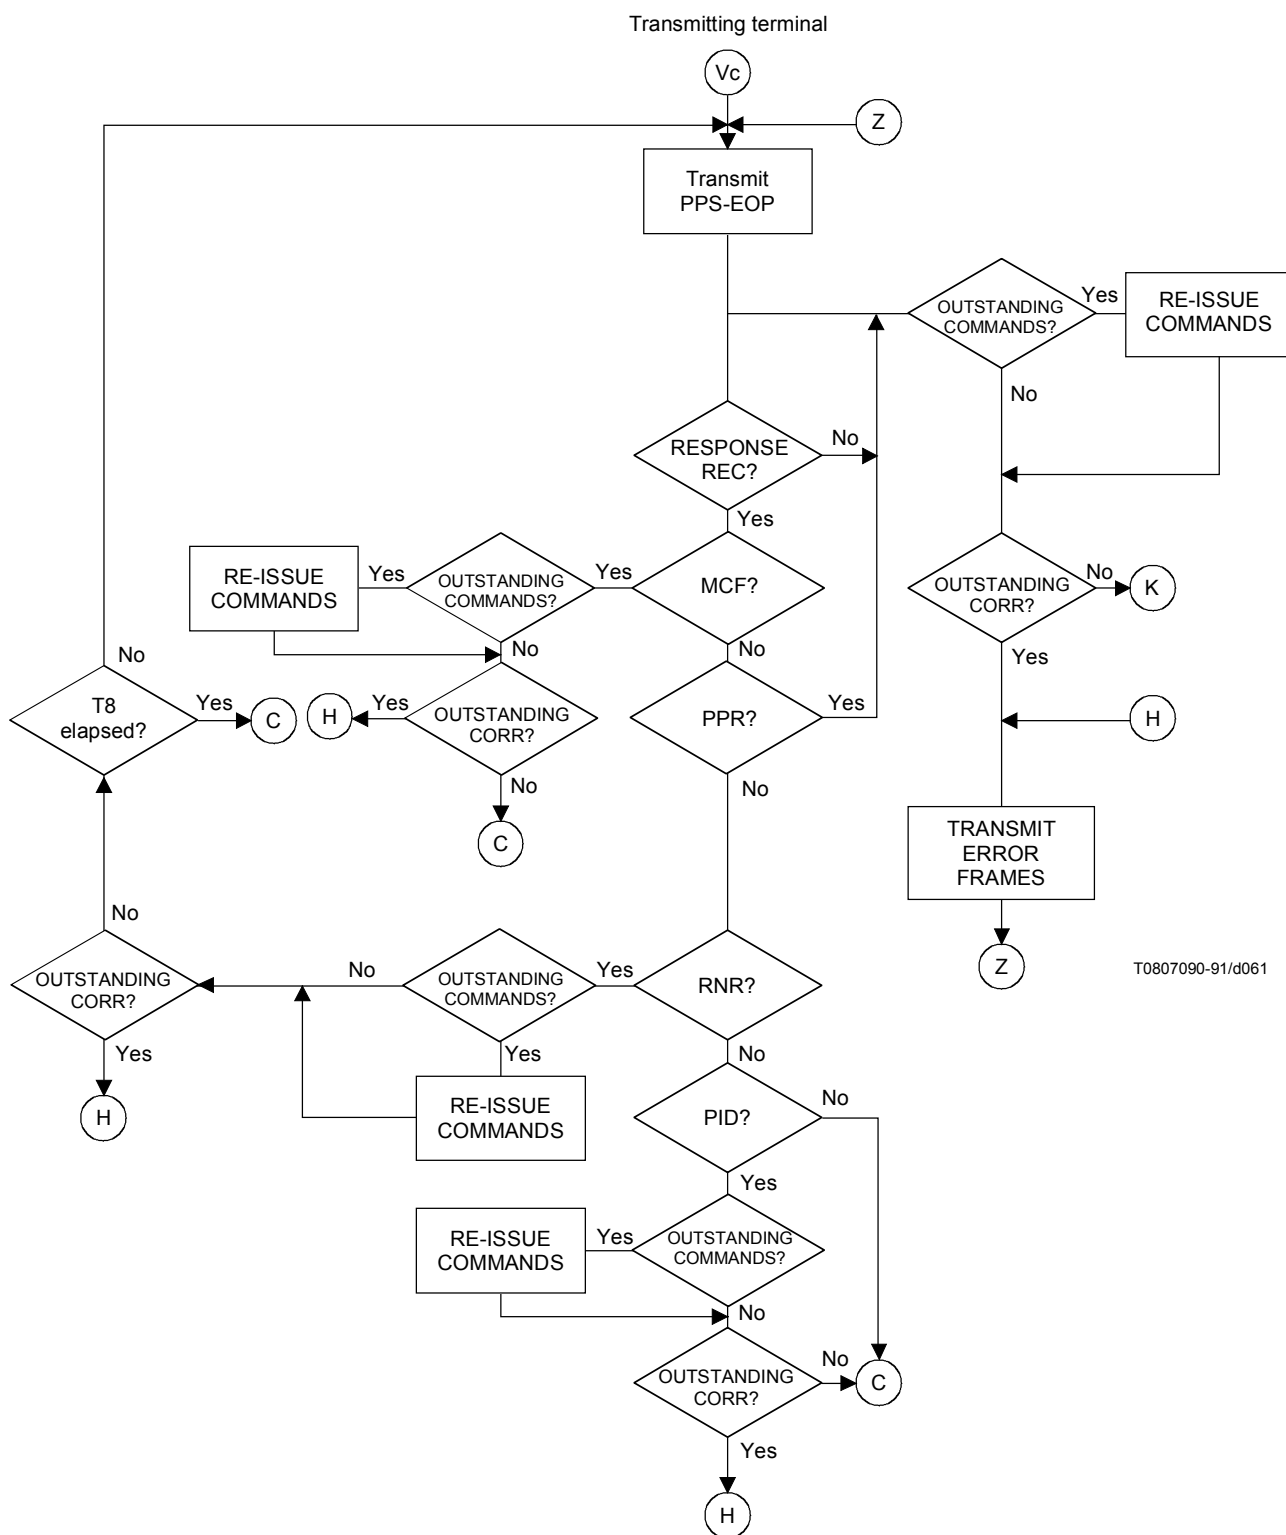 Transmitting terminal
Vc
Z
Transmit
PPS-EOP
OUTSTANDING
COMMANDS?
Yes
RE-ISSUE
COMMANDS
No
RESPONSE
REC?
No
Yes
RE-ISSUE
COMMANDS
Yes
OUTSTANDING
COMMANDS?
Yes
MCF?
OUTSTANDING
CORR?
No
K
No
No
No
Yes
T8
elapsed?
Yes
C
H
Yes
OUTSTANDING
CORR?
PPR?
Yes
H
No
No
C
TRANSMIT
ERROR
FRAMES
No
Z
T0807090-91/d061
OUTSTANDING
CORR?
No
OUTSTANDING
COMMANDS?
Yes
RNR?
Yes
Yes
No
H
RE-ISSUE
COMMANDS
PID?
No
Yes
RE-ISSUE
COMMANDS
Yes
OUTSTANDING
COMMANDS?
No
OUTSTANDING
CORR?
No
C
Yes
H